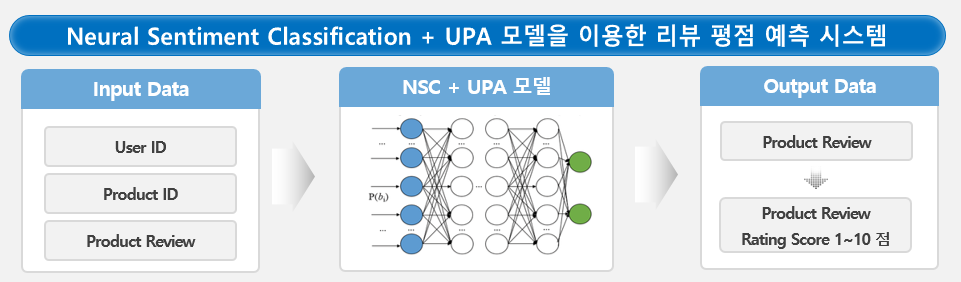 Neural Sentiment Classification + UPA 모델을 이용한 리뷰 평점 예측 시스템
Input Data
User ID
Product ID
Product Review
NSC + UPA 모델
...
...
P(bᵢ)
...
...
...
...
...
...
Output Data
Product Review
Product Review
Rating Score 1~10 점